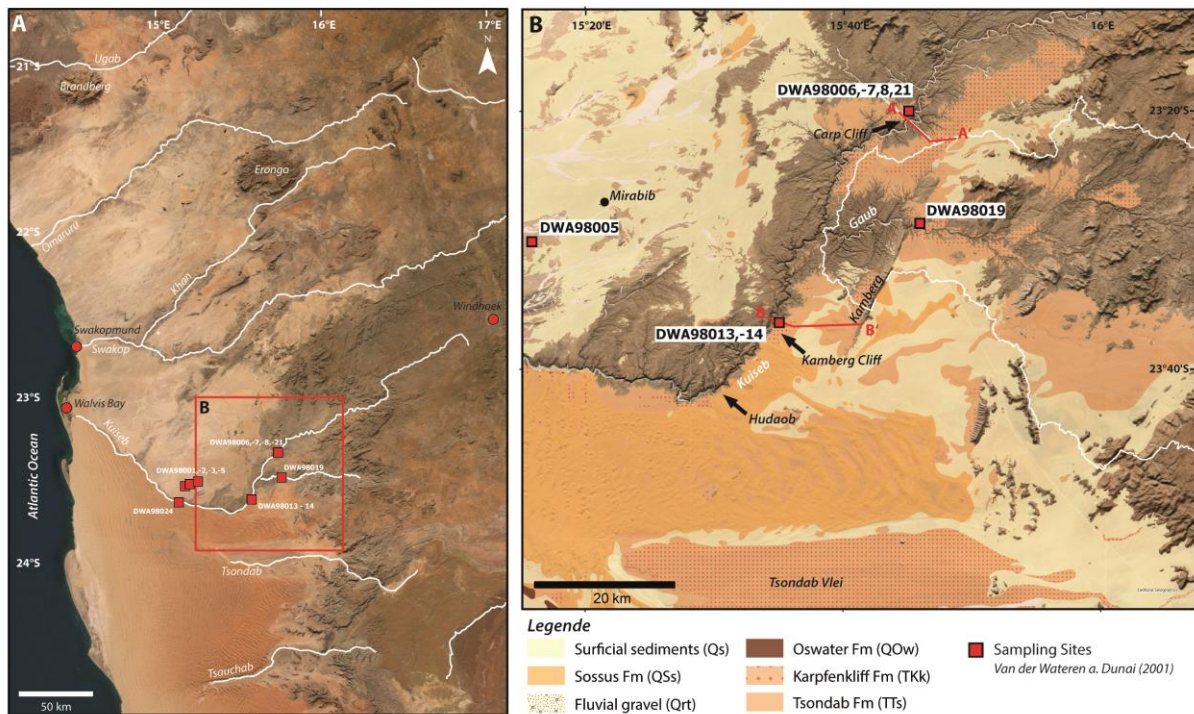 A
15°E
16°E
17°E
N
21°S
Ugab
Brandberg
Erongo
Omaruru
22°S
Khan
Windhoek
Swakopmund
Swakop
23°S
Walvis Bay
Kuiseb
B
DWA98006,-7,-8,-21
DWA98001,-2,-3,-5
DWA98019
DWA98024
DWA98013 - 14
Atlantic Ocean
24°S
Tsondab
Tsauchab
50 km
B
15°20'
15°40'
16°E
DWA98006,-7,8,21
A
23°20'S
Carp Cliff
A'
Mirabib
DWA98019
DWA98005
Gaub
Kamberg
B
B'
DWA98013,-14
Kamberg Cliff
Kuiseb
23°40'S
Hudaob
Tsondab Vlei
20 km
Legende
Surficial sediments (Qs)
Sossus Fm (QSs)
Fluvial gravel (Qrt)
Oswater Fm (QOw)
Karpfenkliff Fm (TKk)
Tsondab Fm (TTs)
Sampling Sites
Van der Wateren a. Dunai (2001)